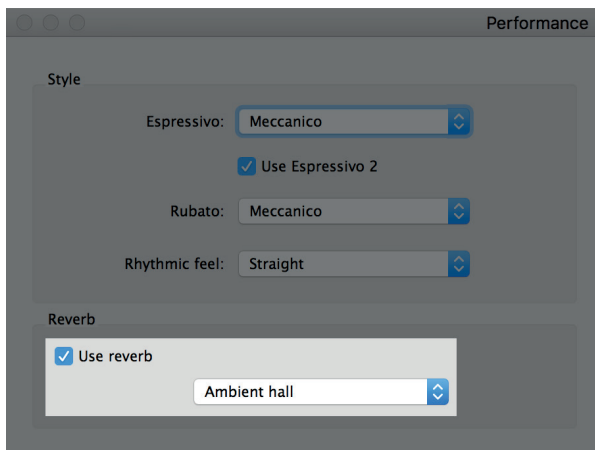 Performance
Style
Espressivo: Meccanico
Use Espressivo 2
Rubato: Meccanico
Rhythmic feel: Straight
Reverb
Use reverb
Ambient hall